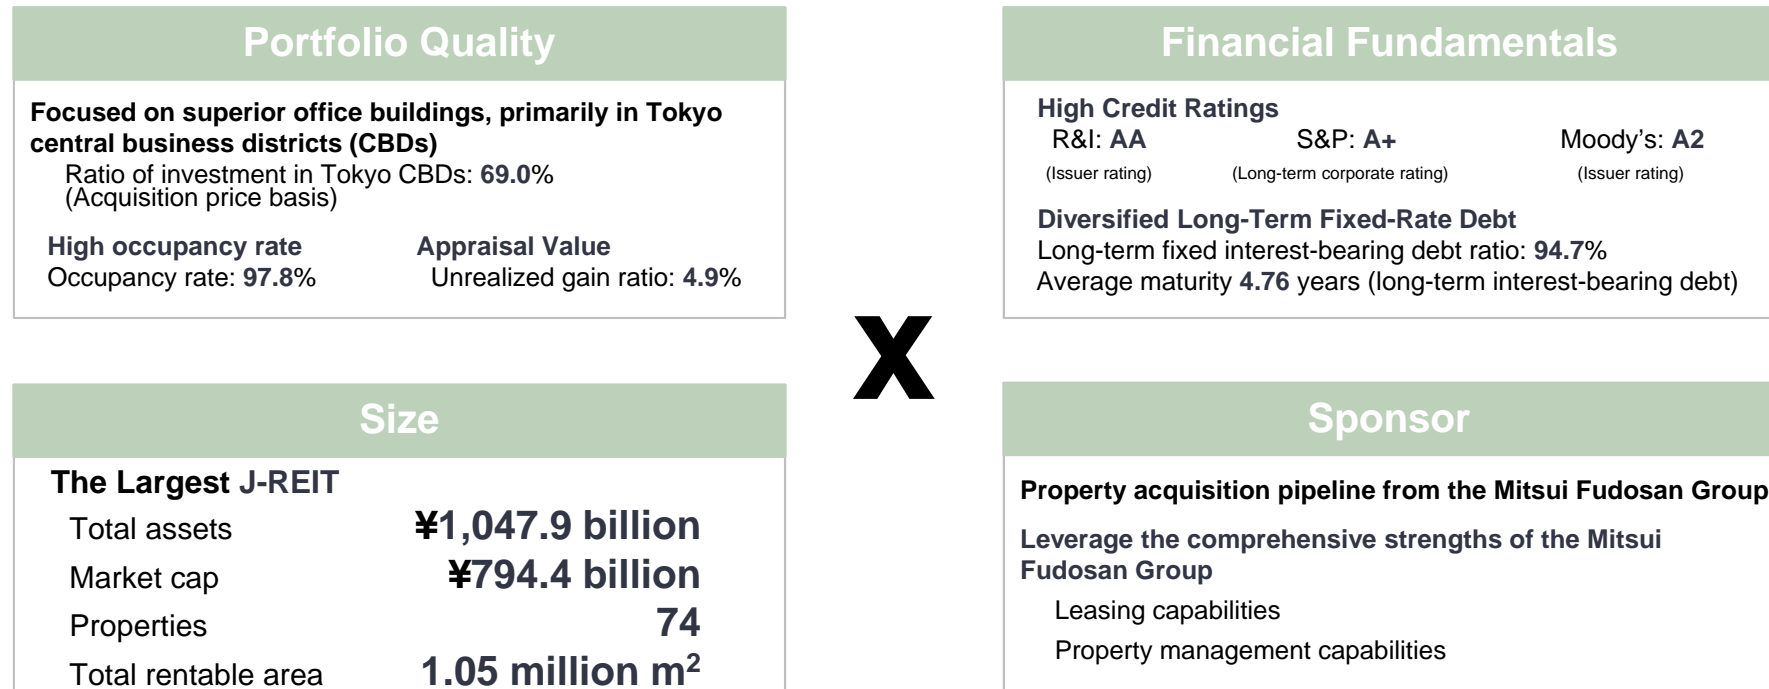 Portfolio Quality
Focused on superior office buildings, primarily in Tokyo
central business districts (CBDs)
Ratio of investment in Tokyo CBDs: 69.0%
(Acquisition price basis)
High occupancy rate Appraisal Value
Occupancy rate: 97.8% Unrealized gain ratio: 4.9%
Financial Fundamentals
High Credit Ratings
R&I: AA S&P: A+ Moody’s: A2
(Issuer rating) (Long-term corporate rating) (Issuer rating)
Diversified Long-Term Fixed-Rate Debt
Long-term fixed interest-bearing debt ratio: 94.7%
Average maturity 4.76 years (long-term interest-bearing debt)
x
Size
The Largest J-REIT
Total assets ¥1,047.9 billion
Market cap ¥794.4 billion
Properties 74
Total rentable area 1.05 million m²
Sponsor
Property acquisition pipeline from the Mitsui Fudosan Group
Leverage the comprehensive strengths of the Mitsui
Fudosan Group
Leasing capabilities
Property management capabilities